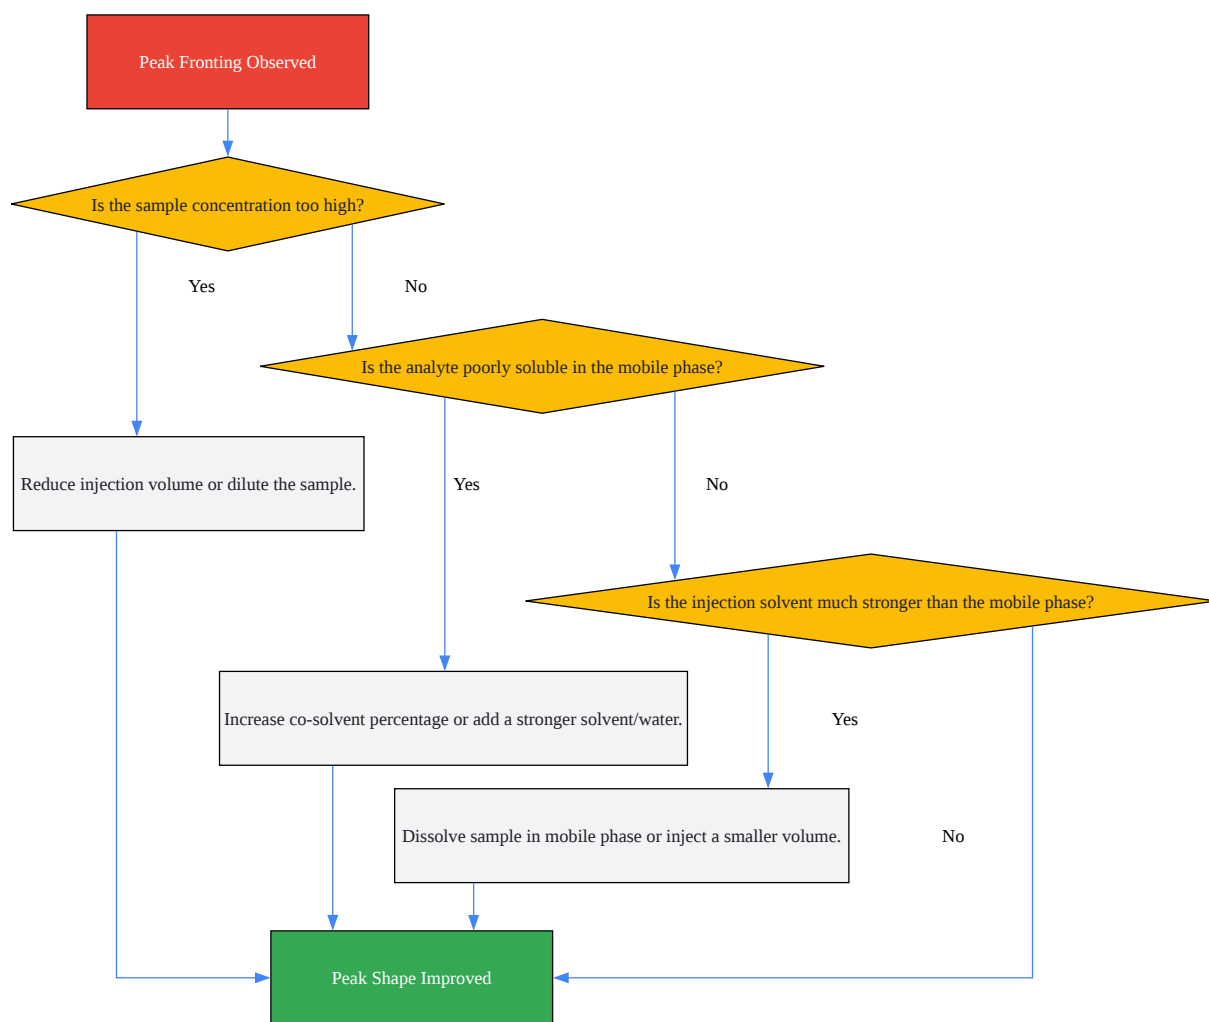 Peak Fronting Observed
Is the sample concentration too high?
Yes
No
Is the analyte poorly soluble in the mobile phase?
Reduce injection volume or dilute the sample.
Yes
No
Is the injection solvent much stronger than the mobile phase?
Increase co-solvent percentage or add a stronger solvent/water.
Yes
Dissolve sample in mobile phase or inject a smaller volume.
No
Peak Shape Improved